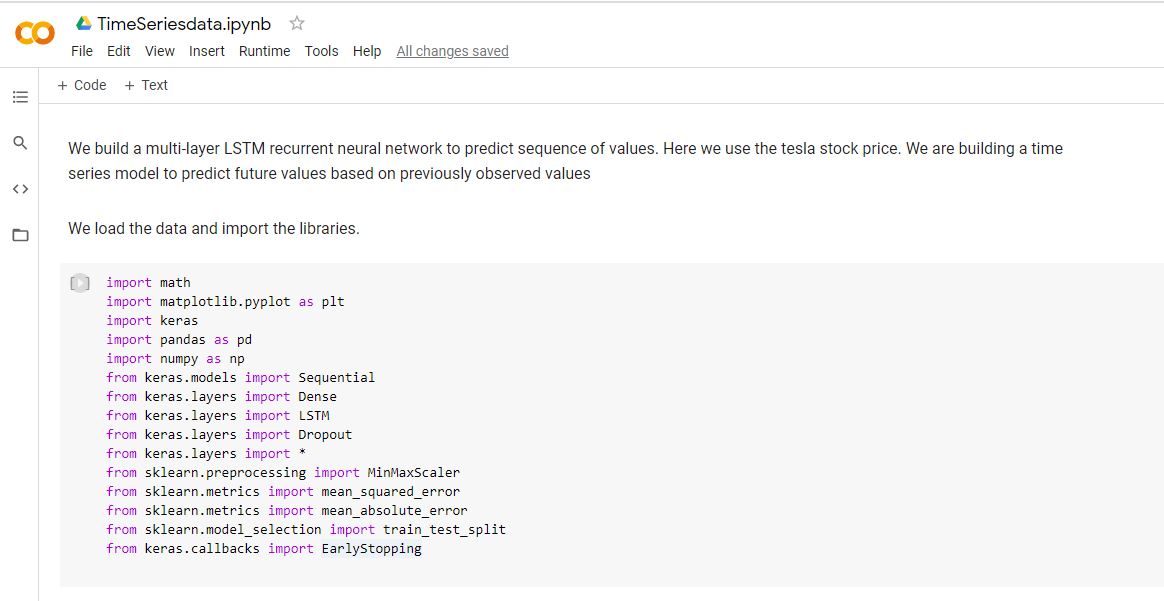 TimeSeriesdata.ipynb
File Edit View Insert Runtime Tools Help All changes saved
+ Code + Text
We build a multi-layer LSTM recurrent neural network to predict sequence of values. Here we use the tesla stock price. We are building a time
series model to predict future values based on previously observed values
We load the data and import the libraries.
import math
import matplotlib.pyplot as plt
import keras
import pandas as pd
import numpy as np
from keras.models import Sequential
from keras.layers import Dense
from keras.layers import LSTM
from keras.layers import Dropout
from keras.layers import *
from sklearn.preprocessing import MinMaxScaler
from sklearn.metrics import mean_squared_error
from sklearn.metrics import mean_absolute_error
from sklearn.model_selection import train_test_split
from keras.callbacks import EarlyStopping